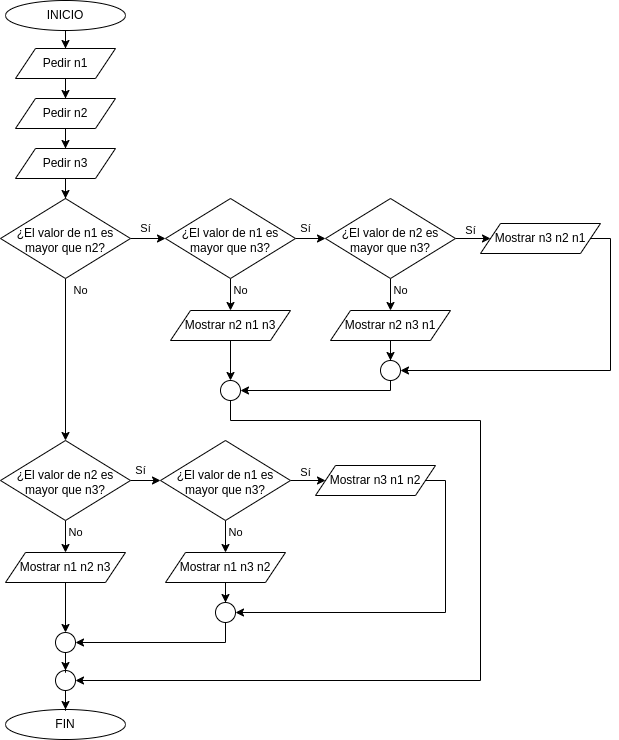 INICIO
Pedir n1
Pedir n2
Pedir n3
¿El valor de n1 es
mayor que n2?
Sí
¿El valor de n1 es
mayor que n3?
Sí
¿El valor de n2 es
mayor que n3?
Sí
Mostrar n3 n2 n1
No
No
No
Mostrar n2 n1 n3
Mostrar n2 n3 n1
¿El valor de n2 es
mayor que n3?
Sí
¿El valor de n1 es
mayor que n3?
Sí
Mostrar n3 n1 n2
No
No
Mostrar n1 n2 n3
Mostrar n1 n3 n2
FIN